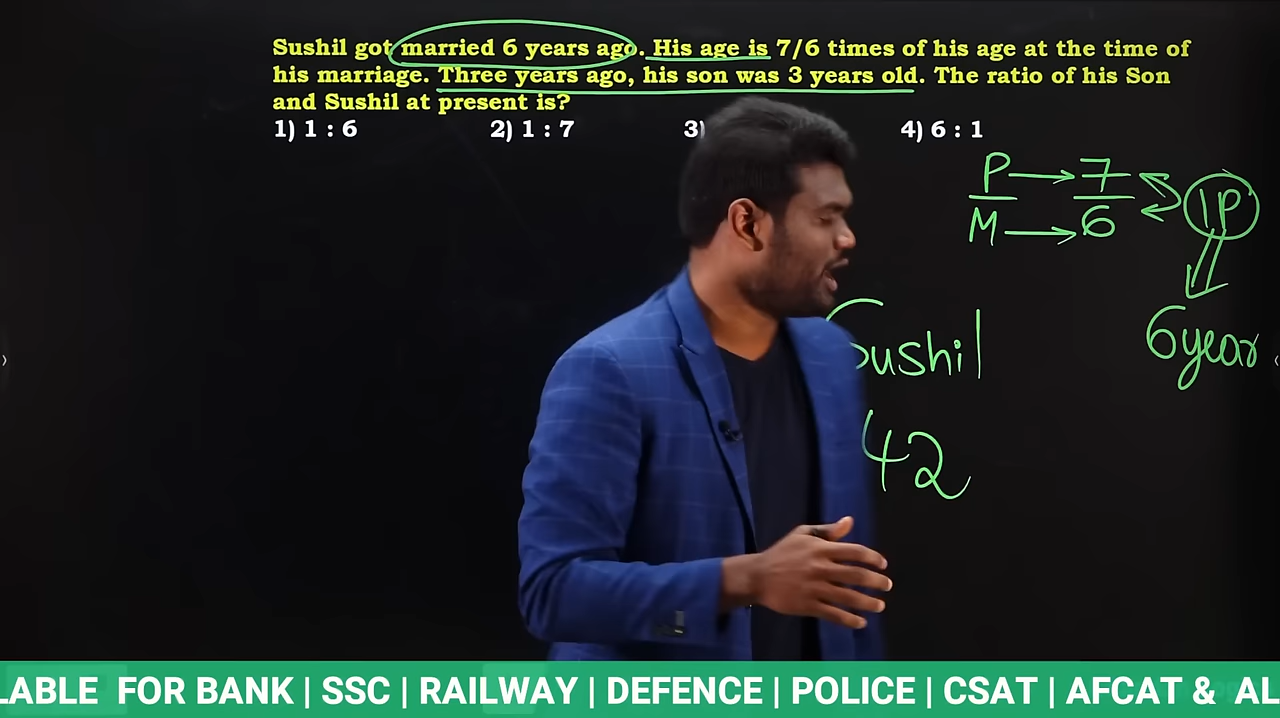 Sushil got married 6 years ago. His age is 7/6 times of his age at the time of
his marriage. Three years ago, his son was 3 years old. The ratio of his Son
and Sushil at present is?
1) 1 : 6 2) 1 : 7 3) 4) 6 : 1
P → 7
M → 6
1P
6year
Sushil
42
LABLE FOR BANK | SSC | RAILWAY | DEFENCE | POLICE | CSAT | AFCAT & AL